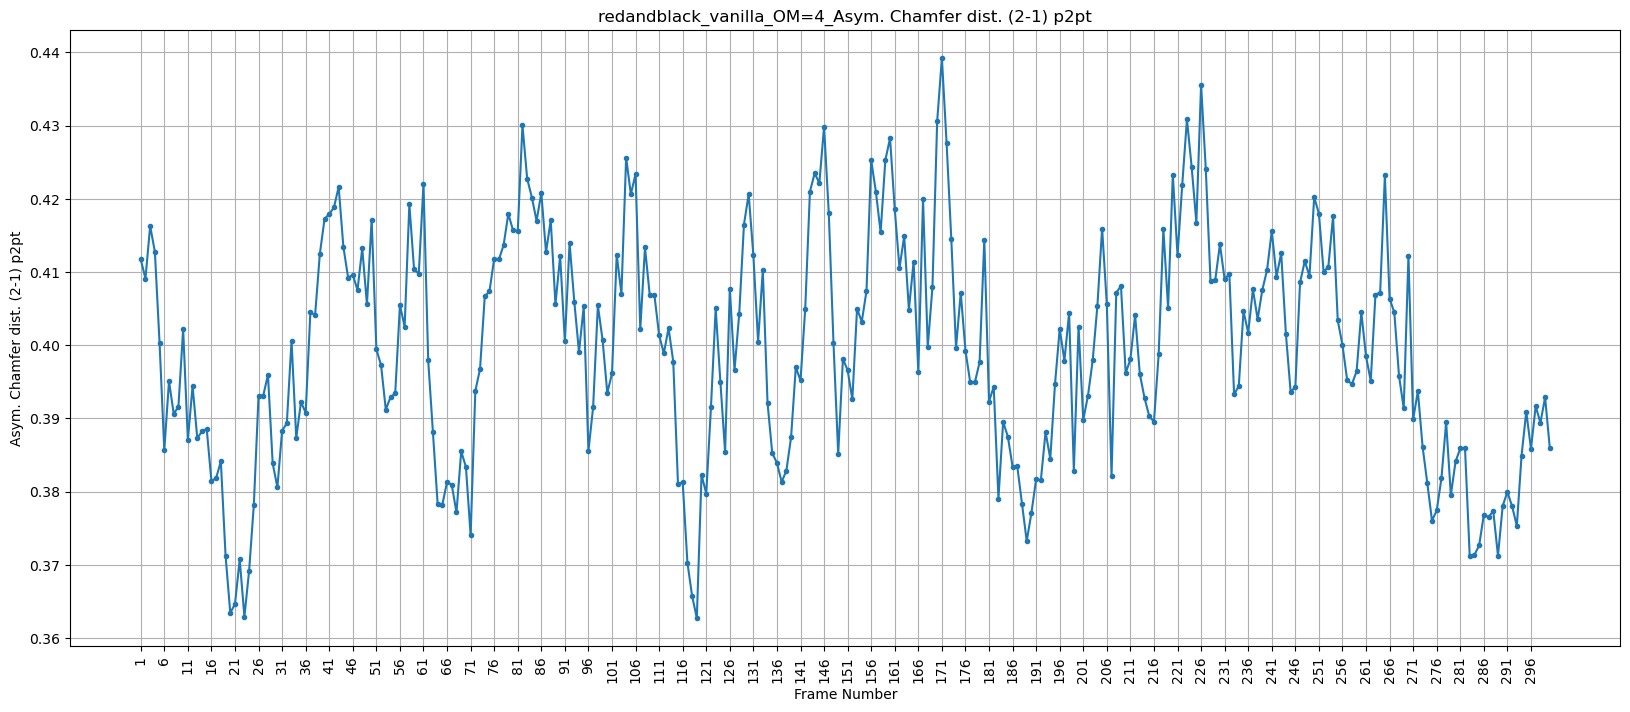 redandblack_vanilla_OM=4_Asym. Chamfer dist. (2-1) p2pt
Asym. Chamfer dist. (2-1) p2pt
0.44
0.43
0.42
0.41
0.40
0.39
0.38
0.37
0.36
1 6 11 16 21 26 31 36 41 46 51 56 61 66 71 76 81 86 91 96 101 106 111 116 121 126 131 136 141 146 151 156 161 166 171 176 181 186 191 196 201 206 211 216 221 226 231 236 241 246 251 256 261 266 271 276 281 286 291 296
Frame Number